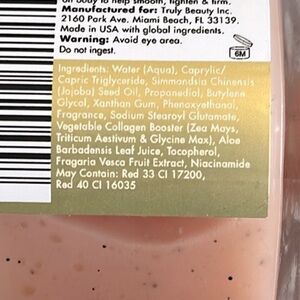 on body to help smooth, tighten & firm.
Manufactured For: Truly Beauty Inc.
2160 Park Ave. Miami Beach, FL 33139.
Made in USA with global ingredients.
Warning: Avoid eye area.
Do not ingest.
6M
Ingredients: Water (Aqua), Caprylic/
Capric Triglyceride, Simmondsia Chinensis
(Jojoba) Seed Oil, Propanediol, Butylene
Glycol, Xanthan Gum, Phenoxyethanol,
Fragrance, Sodium Stearoyl Glutamate,
Vegetable Collagen Booster (Zea Mays,
Triticum Aestivum & Glycine Max), Aloe
Barbadensis Leaf Juice, Tocopherol,
Fragaria Vesca Fruit Extract, Niacinamide
May Contain: Red 33 CI 17200,
Red 40 CI 16035